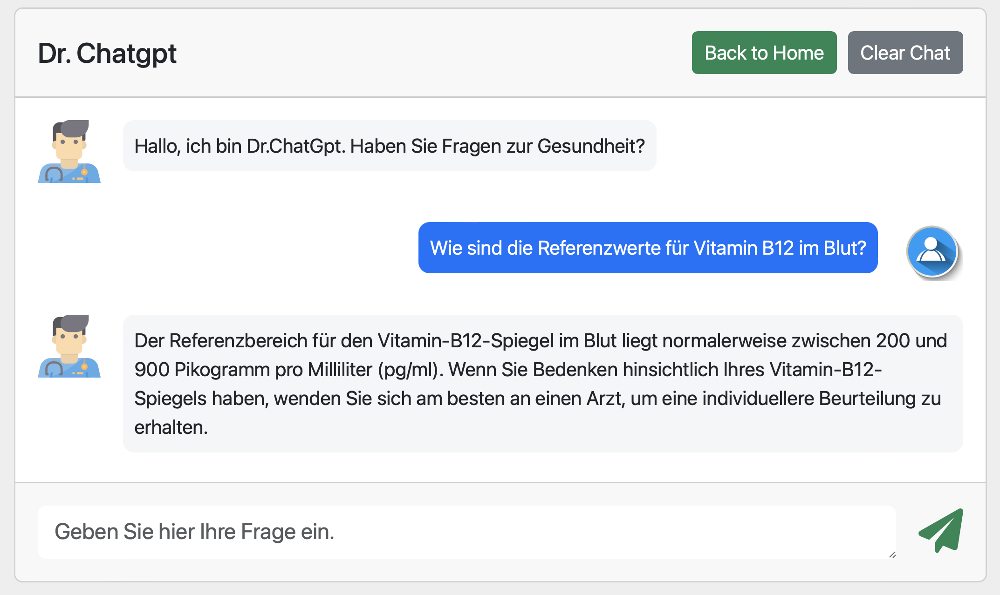 Dr. Chatgpt
Back to Home
Clear Chat
Hallo, ich bin Dr.ChatGpt. Haben Sie Fragen zur Gesundheit?
Wie sind die Referenzwerte für Vitamin B12 im Blut?
Der Referenzbereich für den Vitamin-B12-Spiegel im Blut liegt normalerweise zwischen 200 und
900 Pikogramm pro Milliliter (pg/ml). Wenn Sie Bedenken hinsichtlich Ihres Vitamin-B12-
Spiegels haben, wenden Sie sich am besten an einen Arzt, um eine individuellere Beurteilung zu
erhalten.
Geben Sie hier Ihre Frage ein.